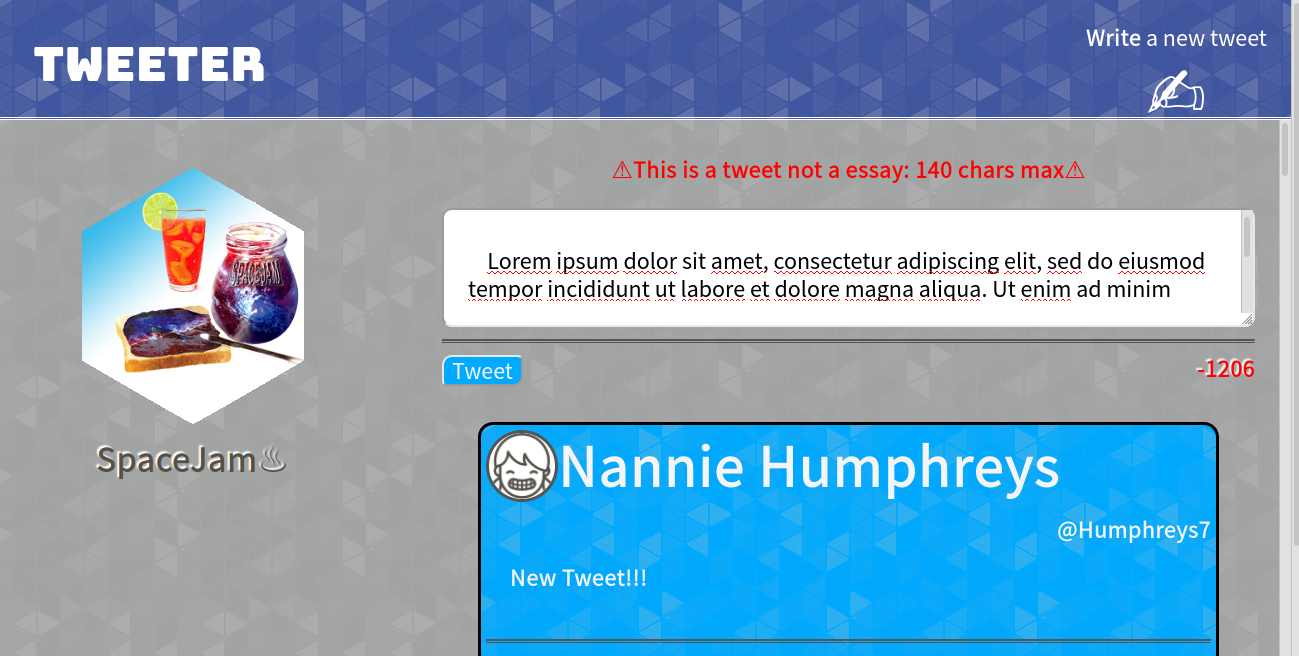 TWEETER
Write a new tweet
⚠This is a tweet not a essay: 140 chars max⚠
SPACEJAM
Lorem ipsum dolor sit amet, consectetur adipiscing elit, sed do eiusmod
tempor incididunt ut labore et dolore magna aliqua. Ut enim ad minim
Tweet
-1206
SpaceJam♨
Nannie Humphreys
@Humphreys7
New Tweet!!!